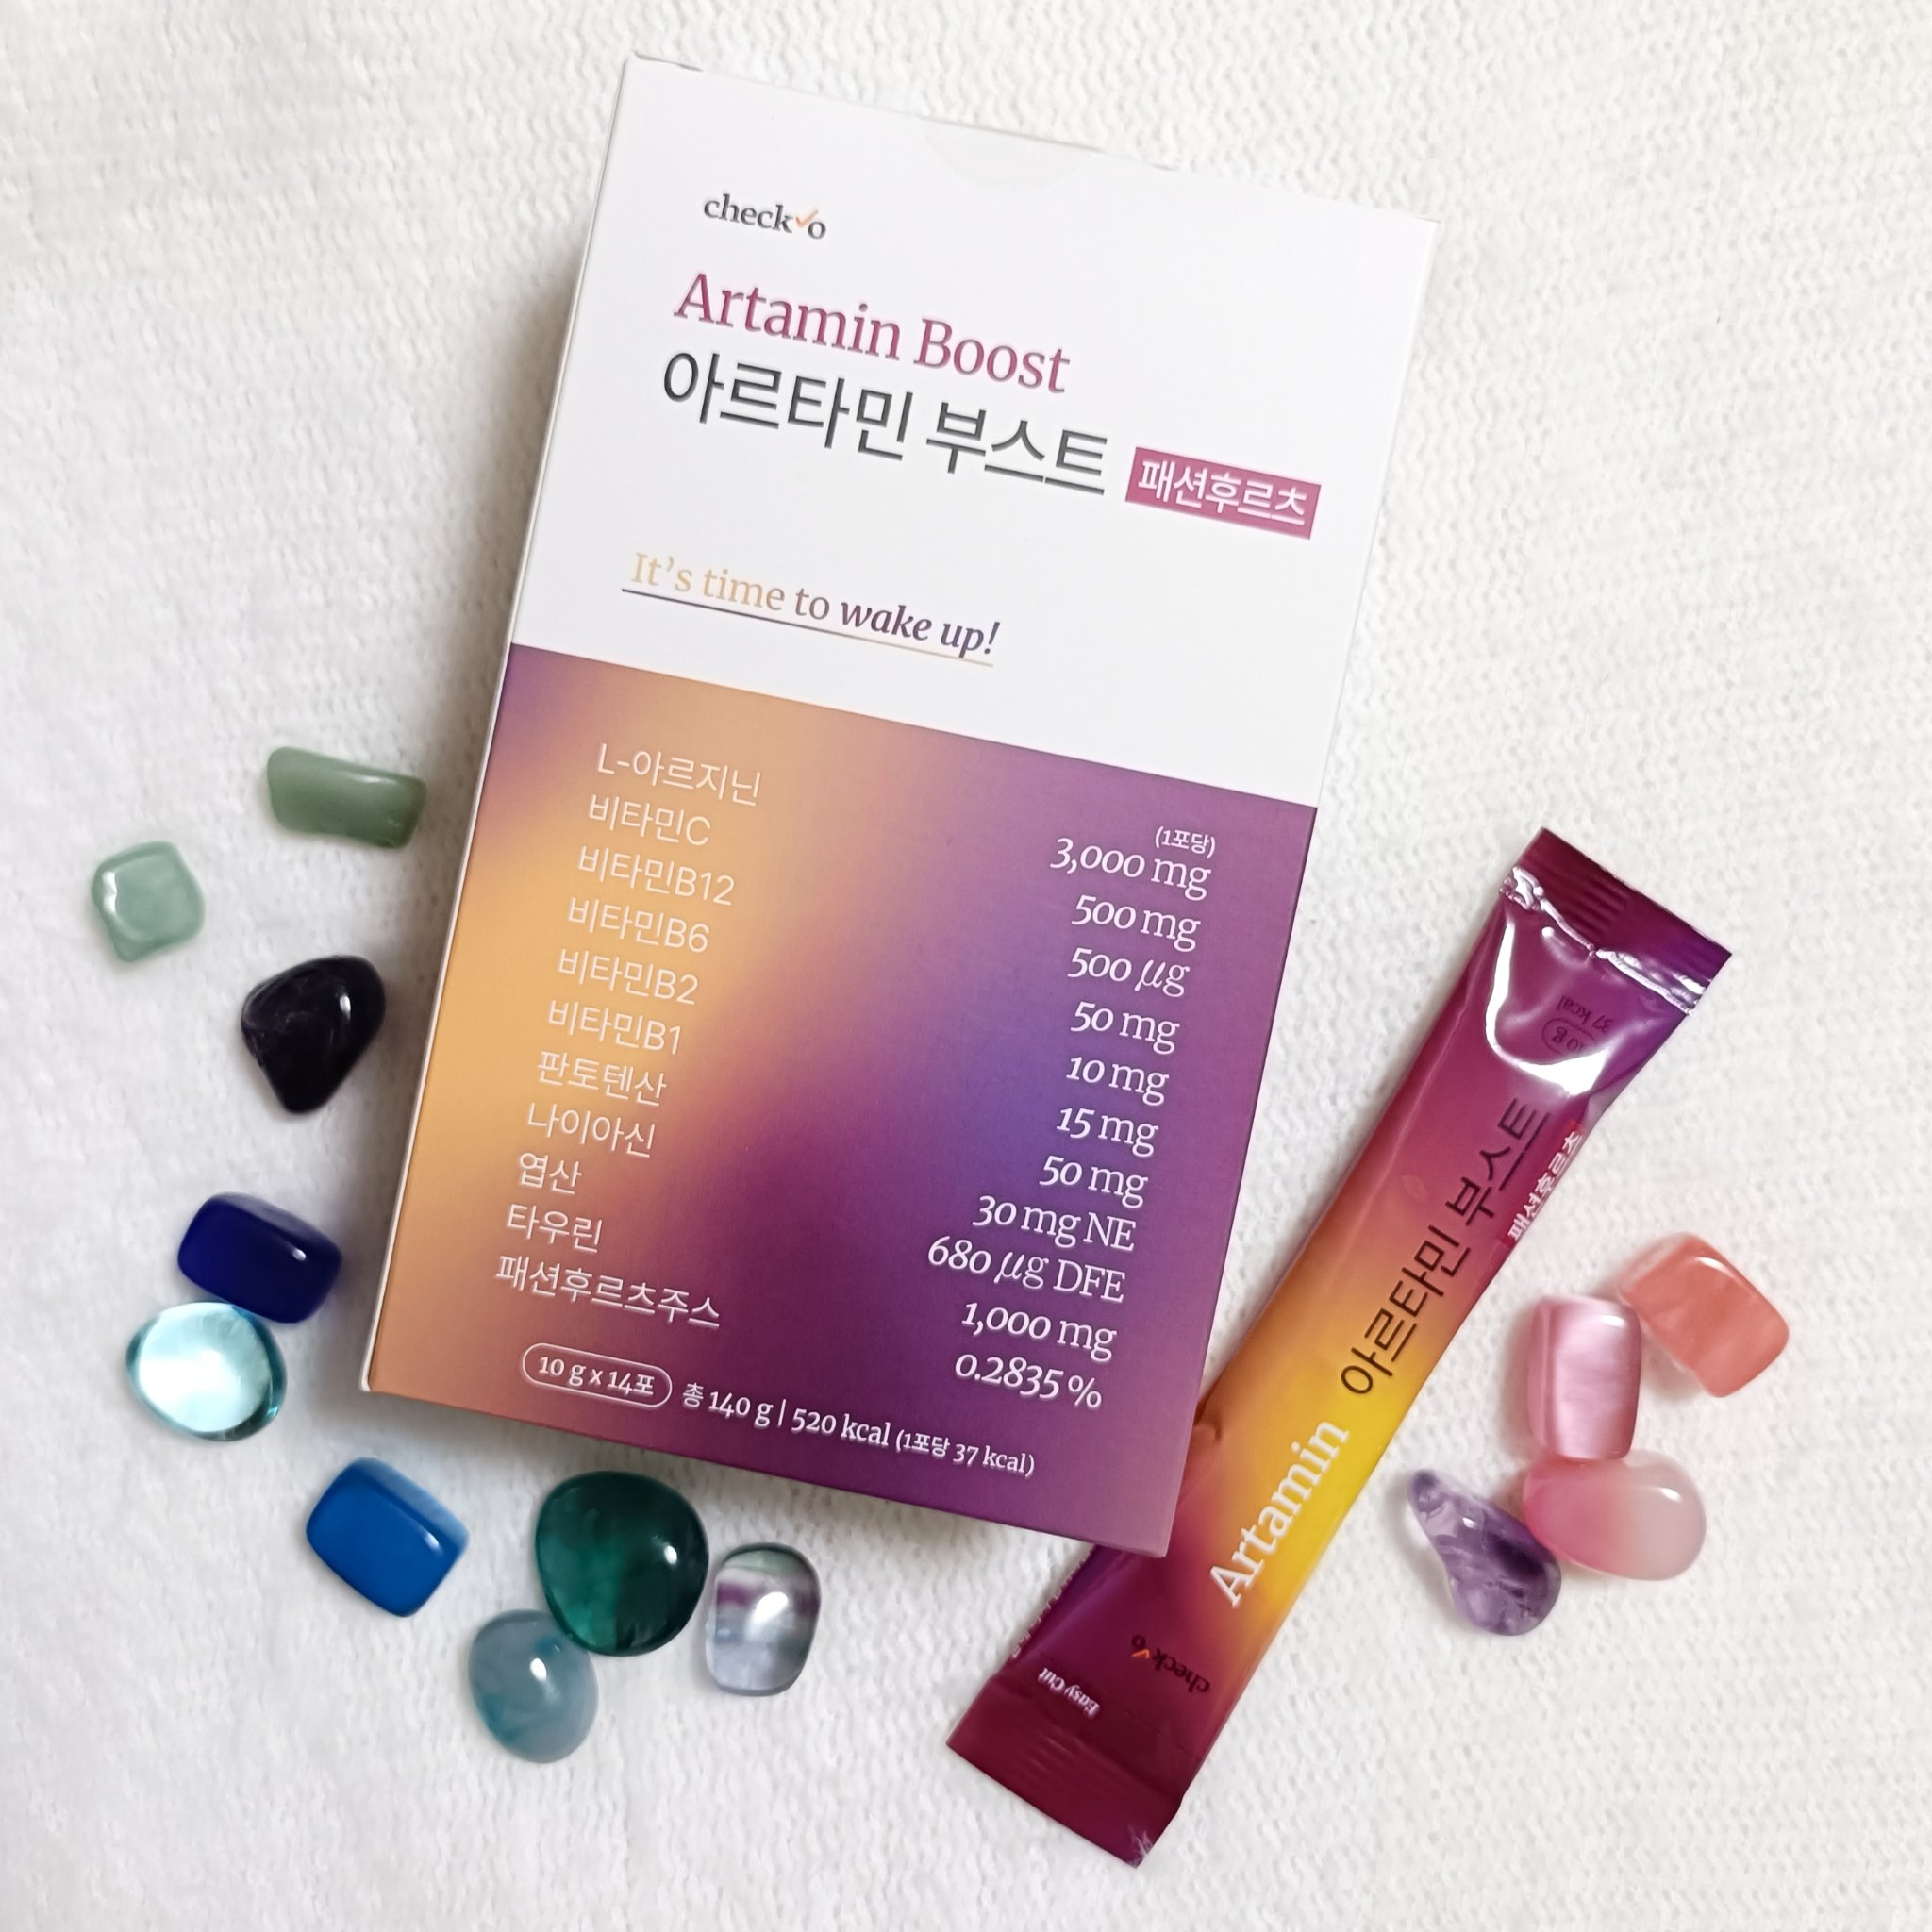 check✓o
Artamin Boost
아르타민 부스트 패션후르츠
It's time to wake up!
(1포당)
L-아르지닌 3,000 mg
비타민C 500 mg
비타민B12 500 μg
비타민B6 50 mg
비타민B2 10 mg
비타민B1 15 mg
판토텐산 50 mg
나이아신 30 mg NE
엽산 680 μg DFE
타우린 1,000 mg
패션후르츠주스 0.2835 %
10 g x 14포 총 140 g | 520 kcal (1포당 37 kcal)
37 kcal
Artamin 아르타민 부스트
패션후르츠
check✓o
Easy Cut